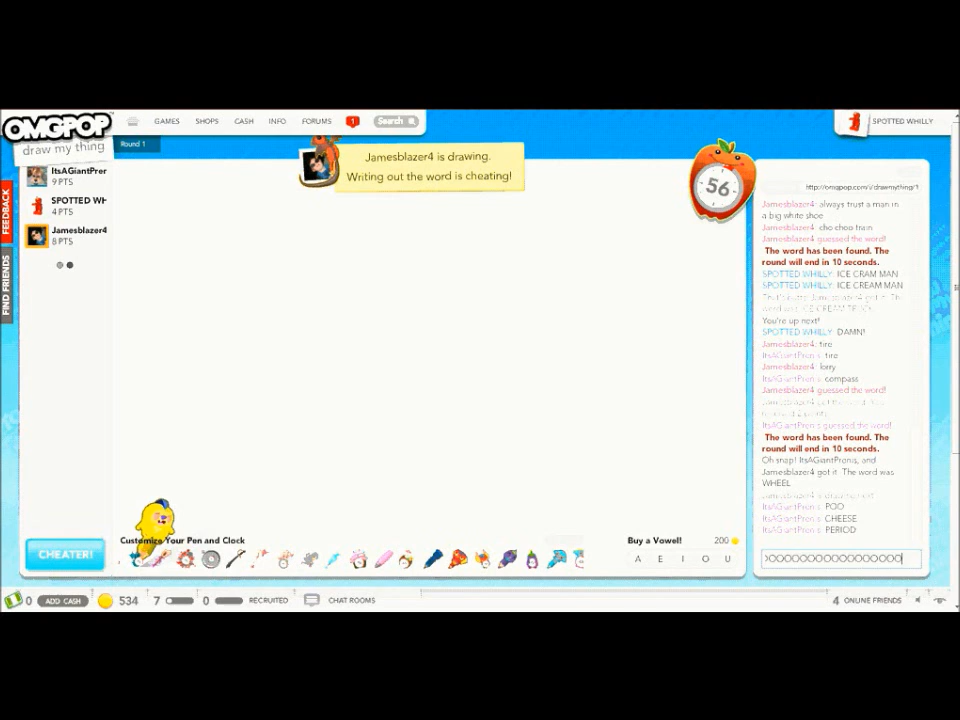 OMGPOP
GAMES
SHOPS
CASH
INFO
FORUMS
1
Search
SPOTTED WHILLY
draw my thing
Round 1
Jamesblazer4 is drawing.
Writing out the word is cheating!
ItsAGiantPrer
9 PTS
SPOTTED WH
4 PTS
Jamesblazer4
8 PTS
FEEDBACK
FIND FRIENDS
56
http://omgpop.com/s/drawmything/1
Jamesblazer4: always trust a man in
a big white shoe
Jamesblazer4: cho choo train
Jamesblazer4 guessed the word!
The word has been found. The
round will end in 10 seconds.
SPOTTED WHILLY: ICE CRAM MAN
SPOTTED WHILLY: ICE CREAM MAN
You're up next!
SPOTTED WHILLY: DAMN!
Jamesblazer4: tire
ItsAGiantPronis: tire
Jamesblazer4: lorry
ItsAGiantPronis: compass
Jamesblazer4 guessed the word!
ItsAGiantPronis guessed the word!
The word has been found. The
round will end in 10 seconds.
Oh snap! ItsAGiantPronis, and
Jamesblazer4 got it. The word was
WHEEL
ItsAGiantPronis: POO
ItsAGiantPronis: CHEESE
ItsAGiantPronis: PERIOD
CHEATER!
Customize Your Pen and Clock
Buy a Vowel!
200
A E I O U
0
ADD CASH
534
7
0
RECRUITED
CHAT ROOMS
4 ONLINE FRIENDS